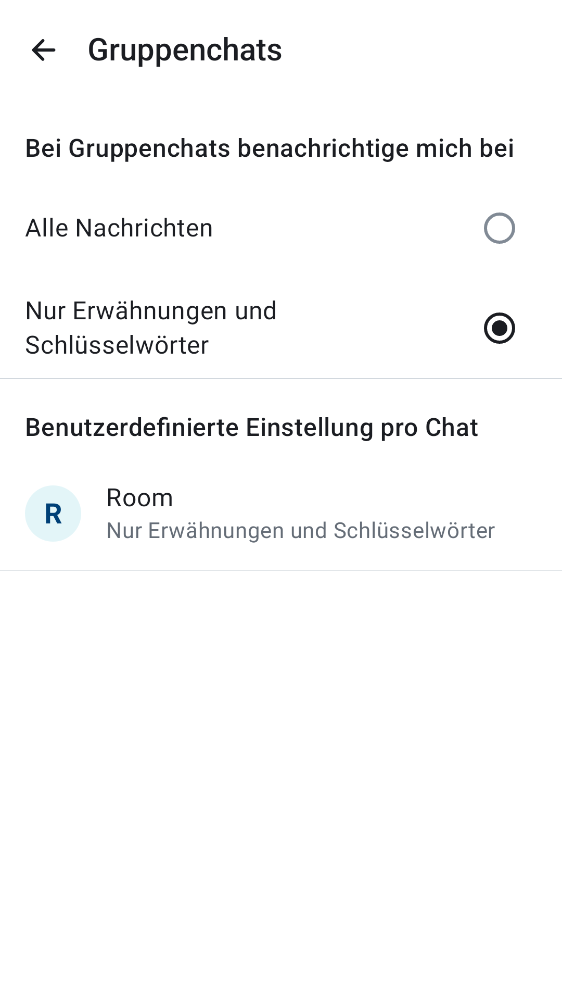 Gruppenchats
Bei Gruppenchats benachrichtige mich bei
Alle Nachrichten
Nur Erwähnungen und
Schlüsselwörter
Benutzerdefinierte Einstellung pro Chat
R
Room
Nur Erwähnungen und Schlüsselwörter